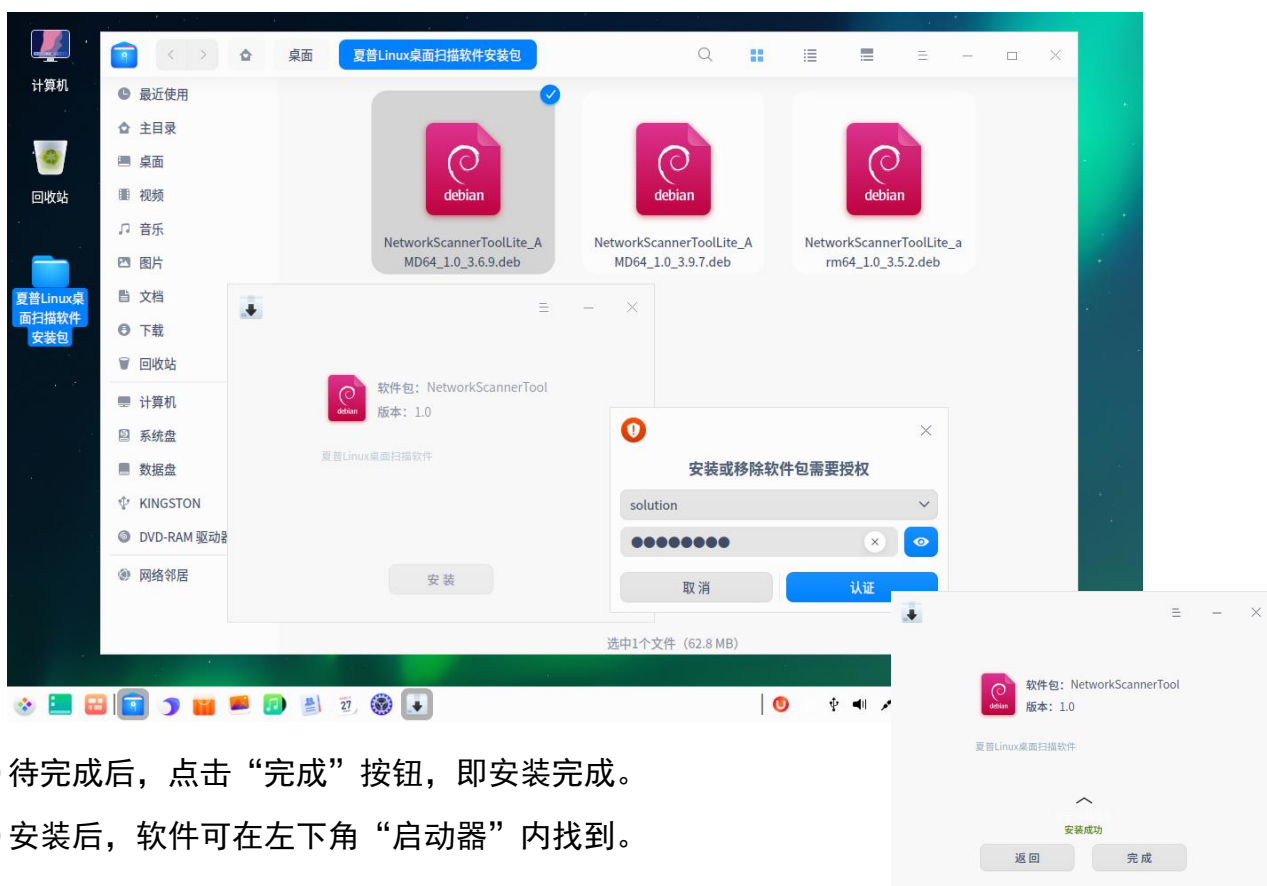 计算机
回收站
夏普Linux桌
面扫描软件
安装包
桌面
夏普Linux桌面扫描软件安装包
最近使用
主目录
桌面
视频
音乐
图片
文档
下载
回收站
计算机
系统盘
数据盘
KINGSTON
DVD-RAM 驱动器
网络邻居
debian
NetworkScannerToolLite_A
MD64_1.0_3.6.9.deb
debian
NetworkScannerToolLite_A
MD64_1.0_3.9.7.deb
debian
NetworkScannerToolLite_a
rm64_1.0_3.5.2.deb
debian
软件包：NetworkScannerTool
版本：1.0
夏普Linux桌面扫描软件
安 装
安装或移除软件包需要授权
solution
取 消
认证
选中1个文件（62.8 MB）
27
debian
软件包：NetworkScannerTool
版本：1.0
夏普Linux桌面扫描软件
安装成功
返 回
完 成
待完成后，点击“完成”按钮，即安装完成。
安装后，软件可在左下角“启动器”内找到。